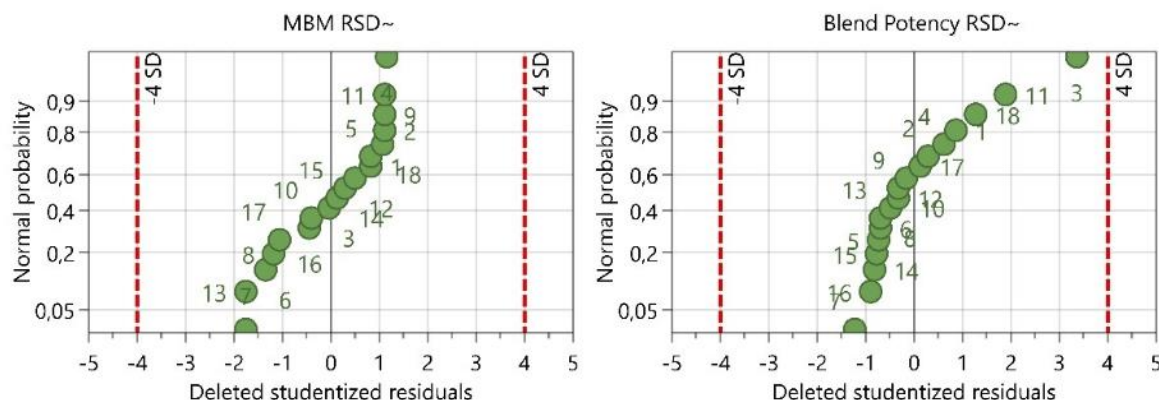 MBM RSD~
-4 SD
4 SD
Normal probability
0,9
0,8
0,6
0,4
0,2
0,05
11 4
5 9
2
15 1
10 18
17 12
14
8 3
16
13 7 6
-5 -4 -3 -2 -1 0 1 2 3 4 5
Deleted studentized residuals
Blend Potency RSD~
-4 SD
4 SD
Normal probability
0,9
0,8
0,6
0,4
0,2
0,05
11 3
4 18
2 1
9 17
13 12
10
6
5 8
15 14
16
7
-5 -4 -3 -2 -1 0 1 2 3 4 5
Deleted studentized residuals